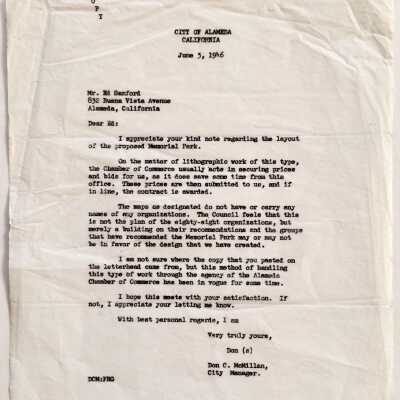 O
P
Y
CITY OF ALAMEDA
CALIFORNIA
June 5, 1946
Mr. Ed Sanford
832 Buena Vista Avenue
Alameda, California
Dear Ed:
I appreciate your kind note regarding the layout
of the proposed Memorial Park.
On the matter of lithographic work of this type,
the Chamber of Commerce usually acts in securing prices
and bids for us, as it does save some time from this
office. These prices are then submitted to us, and if
in line, the contract is awarded.
The maps as designated do not have or carry any
names of any organizations. The Council feels that this
is not the plan of the eighty-eight organizations, but
merely a building on their recommendations and the groups
that have recommended the Memorial Park may or may not
be in favor of the design that we have created.
I am not sure where the copy that you pasted on
the letterhead came from, but this method of handling
this type of work through the agency of the Alameda
Chamber of Commerce has been in vogue for some time.
I hope this meets with your satisfaction. If
not, I appreciate your letting me know.
With best personal regards, I am
Very truly yours,
Don (s)
Don C. McMillan,
City Manager.
DCM:FHG